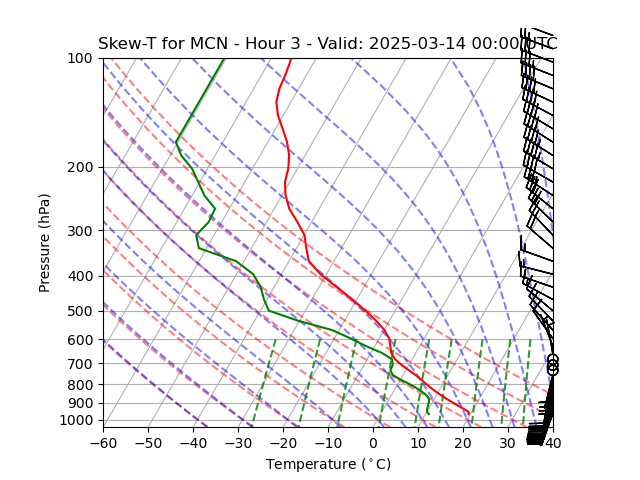 Skew-T for MCN - Hour 3 - Valid: 2025-03-14 00:00 UTC
100
200
300
400
500
600
700
800
900
1000
Pressure (hPa)
−60 −50 −40 −30 −20 −10 0 10 20 30 40
Temperature (°C)